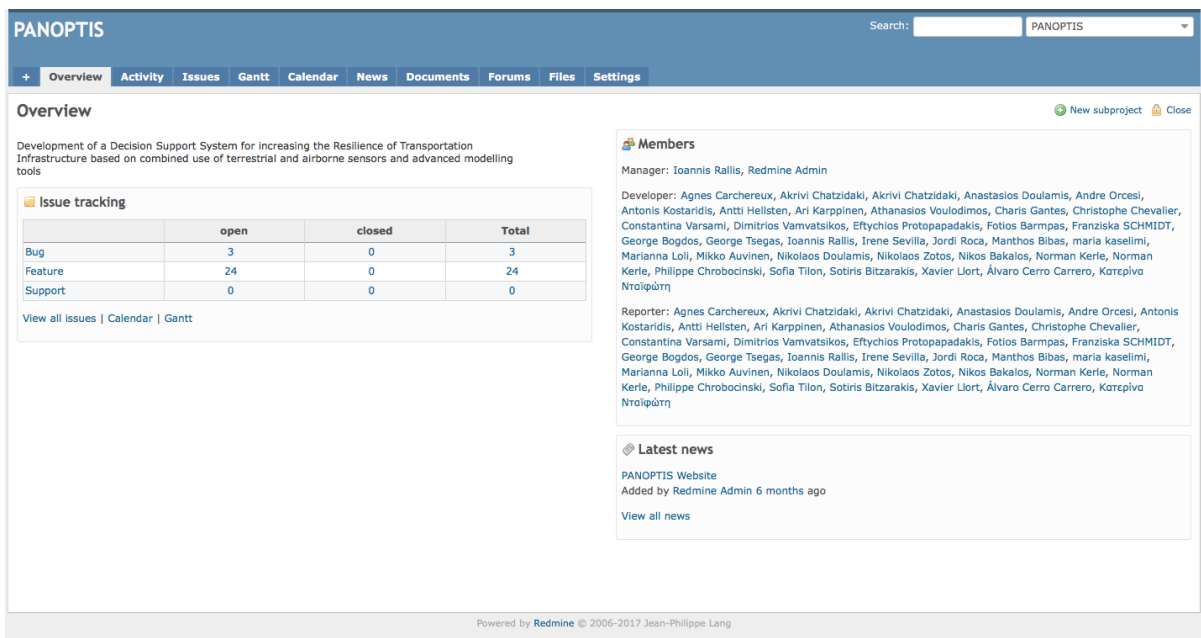 PANOPTIS
Search:
PANOPTIS
+ Overview Activity Issues Gantt Calendar News Documents Forums Files Settings
Overview
New subproject Close
Development of a Decision Support System for increasing the Resilience of Transportation
Infrastructure based on combined use of terrestrial and airborne sensors and advanced modelling
tools
Issue tracking
open closed Total
Bug 3 0 3
Feature 24 0 24
Support 0 0 0
View all issues | Calendar | Gantt
Members
Manager: Ioannis Rallis, Redmine Admin
Developer: Agnes Carchereux, Akrivi Chatzidaki, Akrivi Chatzidaki, Anastasios Doulamis, Andre Orcesi,
Antonis Kostaridis, Antti Hellsten, Ari Karppinen, Athanasios Voulodimos, Charis Gantes, Christophe Chevalier,
Constantina Varsami, Dimitrios Vamvatsikos, Eftychios Protopapadakis, Fotios Barmpas, Franziska SCHMIDT,
George Bogdos, George Tsegas, Ioannis Rallis, Irene Sevilla, Jordi Roca, Manthos Bibas, maria kaselimi,
Marianna Loli, Mikko Auvinen, Nikolaos Doulamis, Nikolaos Zotos, Nikos Bakalos, Norman Kerle, Norman
Kerle, Philippe Chrobocinski, Sofia Tilon, Sotiris Bitzarakis, Xavier Llort, Álvaro Cerro Carrero, Κατερίνα
Νταϊφώτη
Reporter: Agnes Carchereux, Akrivi Chatzidaki, Akrivi Chatzidaki, Anastasios Doulamis, Andre Orcesi, Antonis
Kostaridis, Antti Hellsten, Ari Karppinen, Athanasios Voulodimos, Charis Gantes, Christophe Chevalier,
Constantina Varsami, Dimitrios Vamvatsikos, Eftychios Protopapadakis, Fotios Barmpas, Franziska SCHMIDT,
George Bogdos, George Tsegas, Ioannis Rallis, Irene Sevilla, Jordi Roca, Manthos Bibas, maria kaselimi,
Marianna Loli, Mikko Auvinen, Nikolaos Doulamis, Nikolaos Zotos, Nikos Bakalos, Norman Kerle, Norman
Kerle, Philippe Chrobocinski, Sofia Tilon, Sotiris Bitzarakis, Xavier Llort, Álvaro Cerro Carrero, Κατερίνα
Νταϊφώτη
Latest news
PANOPTIS Website
Added by Redmine Admin 6 months ago
View all news
Powered by Redmine © 2006-2017 Jean-Philippe Lang